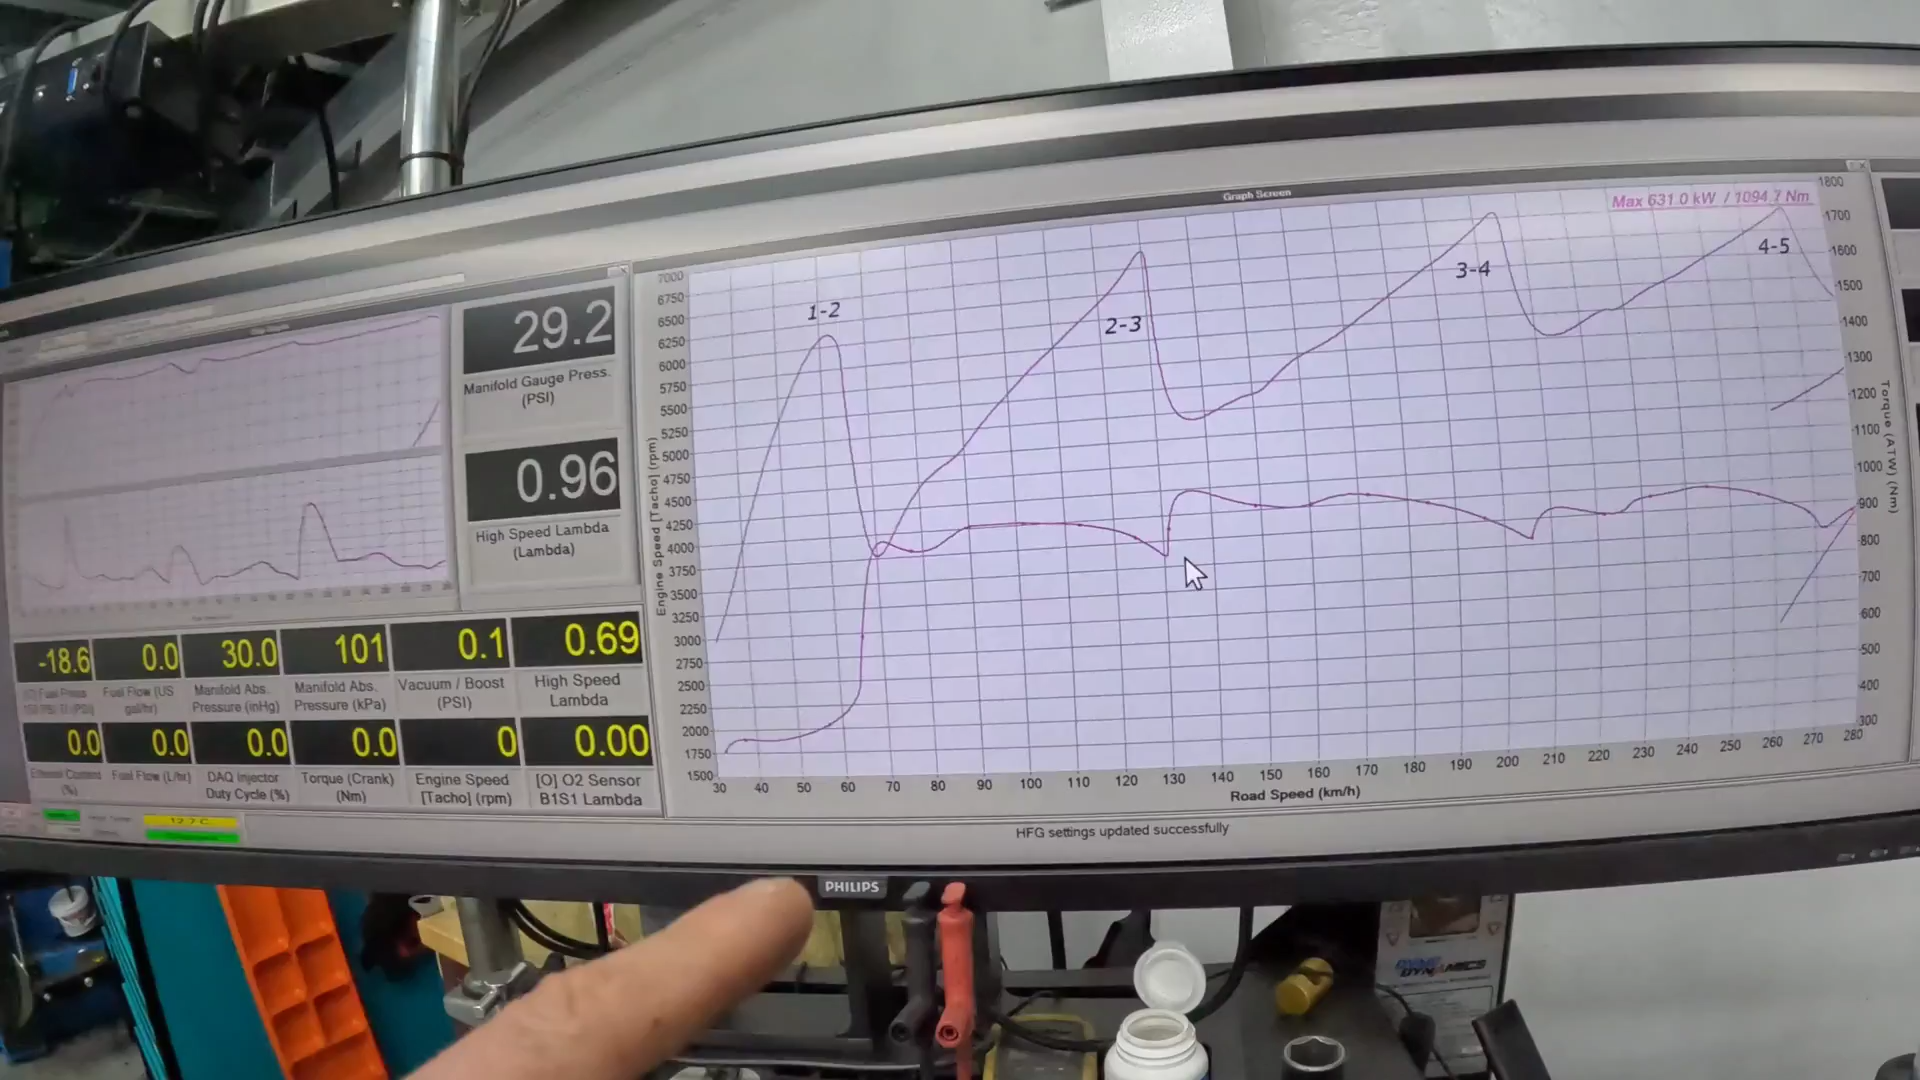 Graph Screen
Max 631.0 kW / 1094.7 Nm
1-2
2-3
3-4
4-5
29.2
Manifold Gauge Press.
(PSI)
0.96
High Speed Lambda
(Lambda)
-18.6
0.0
30.0
101
0.1
0.69
Fuel Flow (US
gal/hr)
Manifold Abs.
Pressure (inHg)
Manifold Abs.
Pressure (kPa)
Vacuum / Boost
(PSI)
High Speed
Lambda
0.0
0.0
0.0
0.0
0
0.00
Ethanol Content
(%)
Fuel Flow (L/hr)
DAQ Injector
Duty Cycle (%)
Torque (Crank)
(Nm)
Engine Speed
[Tacho] (rpm)
[O] O2 Sensor
B1S1 Lambda
12.7 C
Engine Speed [Tacho] (rpm)
7000
6750
6500
6250
6000
5750
5500
5250
5000
4750
4500
4250
4000
3750
3500
3250
3000
2750
2500
2250
2000
1750
1500
30 40 50 60 70 80 90 100 110 120 130 140 150 160 170 180 190 200 210 220 230 240 250 260 270 280
Road Speed (km/h)
1800
1700
1600
1500
1400
1300
1200
1100
1000
900
800
700
600
500
400
300
Torque (ATW) (Nm)
HFG settings updated successfully
PHILIPS
DYNO
DYNAMICS